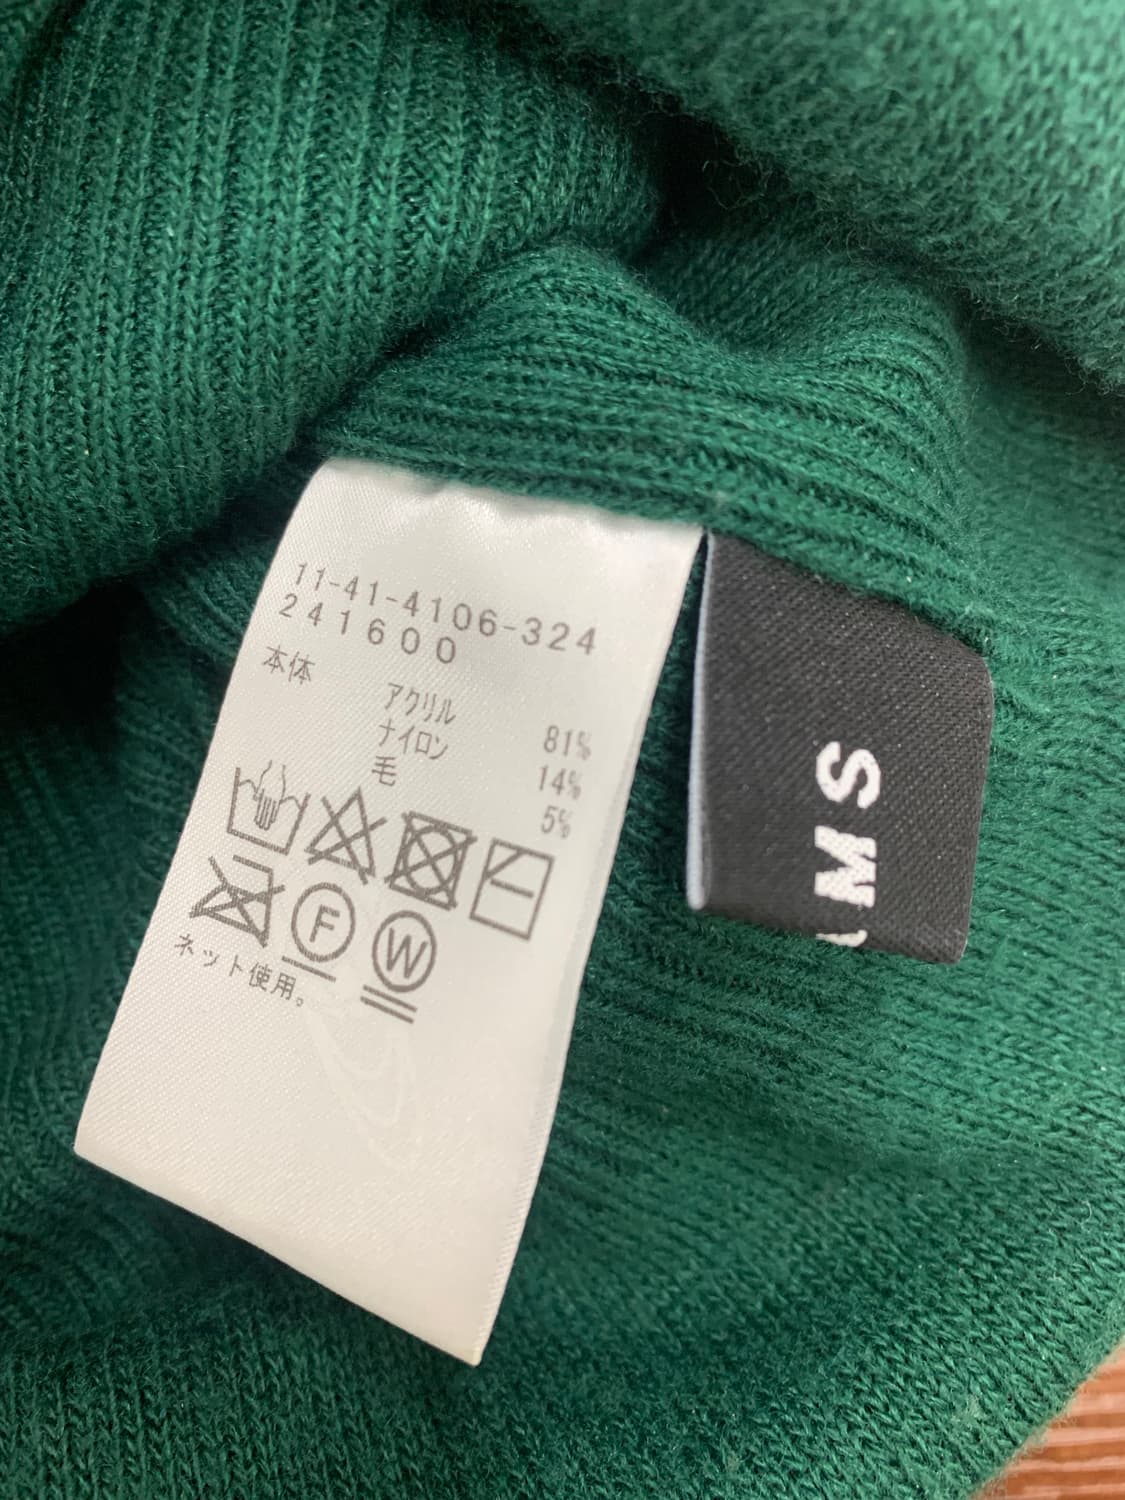 11-41-4106-324
241600
本体
アクリル 81%
ナイロン 14%
毛 5%
F W
ネット使用。
AMS